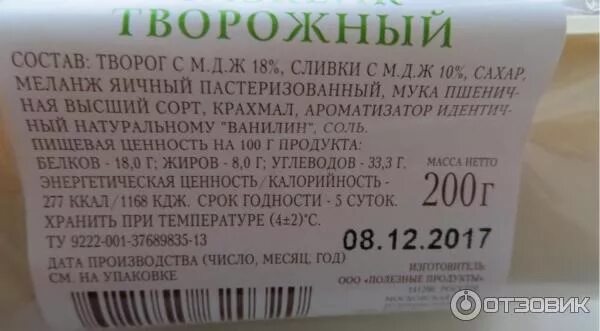 ТВОРОЖНЫЙ
СОСТАВ: ТВОРОГ С М.Д.Ж 18%, СЛИВКИ С М.Д.Ж 10%, САХАР,
МЕЛАНЖ ЯИЧНЫЙ ПАСТЕРИЗОВАННЫЙ, МУКА ПШЕНИЧ-
НАЯ ВЫСШИЙ СОРТ, КРАХМАЛ, АРОМАТИЗАТОР ИДЕНТИЧ-
НЫЙ НАТУРАЛЬНОМУ "ВАНИЛИН", СОЛЬ.
ПИЩЕВАЯ ЦЕННОСТЬ НА 100 Г ПРОДУКТА:
БЕЛКОВ - 18,0 Г; ЖИРОВ - 8,0 Г; УГЛЕВОДОВ - 33,3 Г.
ЭНЕРГЕТИЧЕСКАЯ ЦЕННОСТЬ/КАЛОРИЙНОСТЬ -
277 ККАЛ/1168 КДЖ. СРОК ГОДНОСТИ - 5 СУТОК.
ХРАНИТЬ ПРИ ТЕМПЕРАТУРЕ (4±2)°С.
ТУ 9222-001-37689835-13
ДАТА ПРОИЗВОДСТВА (ЧИСЛО, МЕСЯЦ, ГОД)
СМ. НА УПАКОВКЕ
МАССА НЕТТО
200г
08.12.2017
ИЗГОТОВИТЕЛЬ:
ООО «ПОЛЕЗНЫЕ ПРОДУКТЫ»
ОТЗОВИК